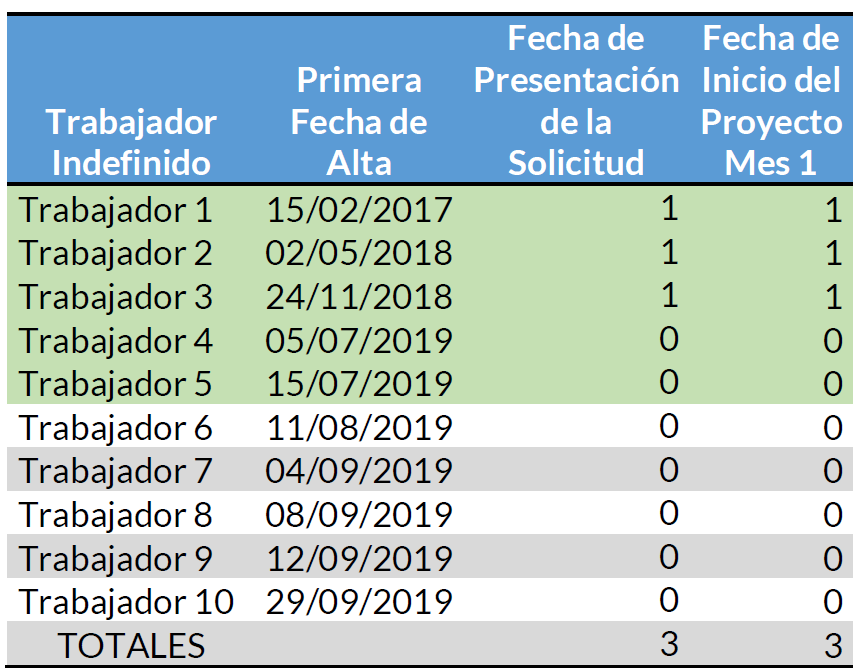 Trabajador Indefinido	Primera Fecha de Alta	Fecha de Presentación de la Solicitud	Fecha de Inicio del Proyecto Mes 1
Trabajador 1	15/02/2017	1	1
Trabajador 2	02/05/2018	1	1
Trabajador 3	24/11/2018	1	1
Trabajador 4	05/07/2019	0	0
Trabajador 5	15/07/2019	0	0
Trabajador 6	11/08/2019	0	0
Trabajador 7	04/09/2019	0	0
Trabajador 8	08/09/2019	0	0
Trabajador 9	12/09/2019	0	0
Trabajador 10	29/09/2019	0	0
TOTALES	3	3